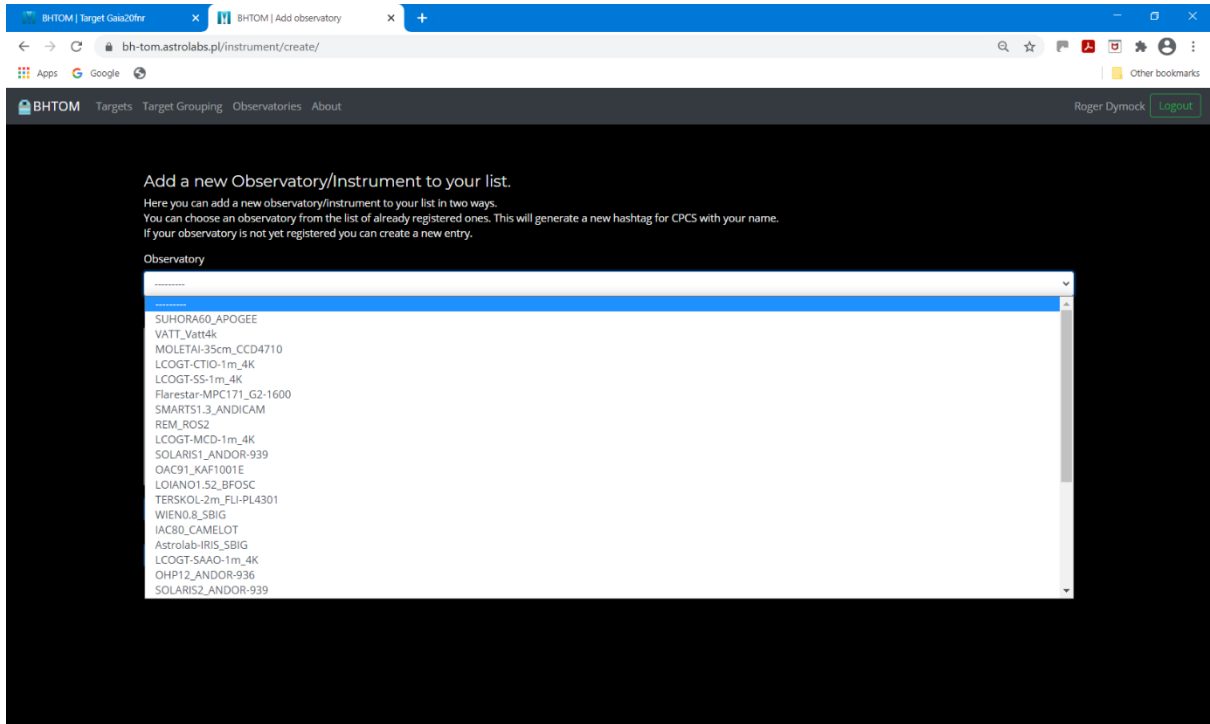 BHTOM | Target Gaia20fnr
BHTOM | Add observatory
bh-tom.astrolabs.pl/instrument/create/
Apps Google Other bookmarks
BHTOM Targets Target Grouping Observatories About Roger Dymock Logout
Add a new Observatory/Instrument to your list.
Here you can add a new observatory/instrument to your list in two ways.
You can choose an observatory from the list of already registered ones. This will generate a new hashtag for CPCS with your name.
If your observatory is not yet registered you can create a new entry.
Observatory
---------
---------
SUHORA60_APOGEE
VATT_Vatt4k
MOLETAI-35cm_CCD4710
LCOGT-CTIO-1m_4K
LCOGT-SS-1m_4K
Flarestar-MPC171_G2-1600
SMARTS1.3_ANDICAM
REM_ROS2
LCOGT-MCD-1m_4K
SOLARIS1_ANDOR-939
OAC91_KAF1001E
LOIANO1.52_BFOSC
TERSKOL-2m_FLI-PL4301
WIEN0.8_SBIG
IAC80_CAMELOT
Astrolab-IRIS_SBIG
LCOGT-SAAO-1m_4K
OHP12_ANDOR-936
SOLARIS2_ANDOR-939